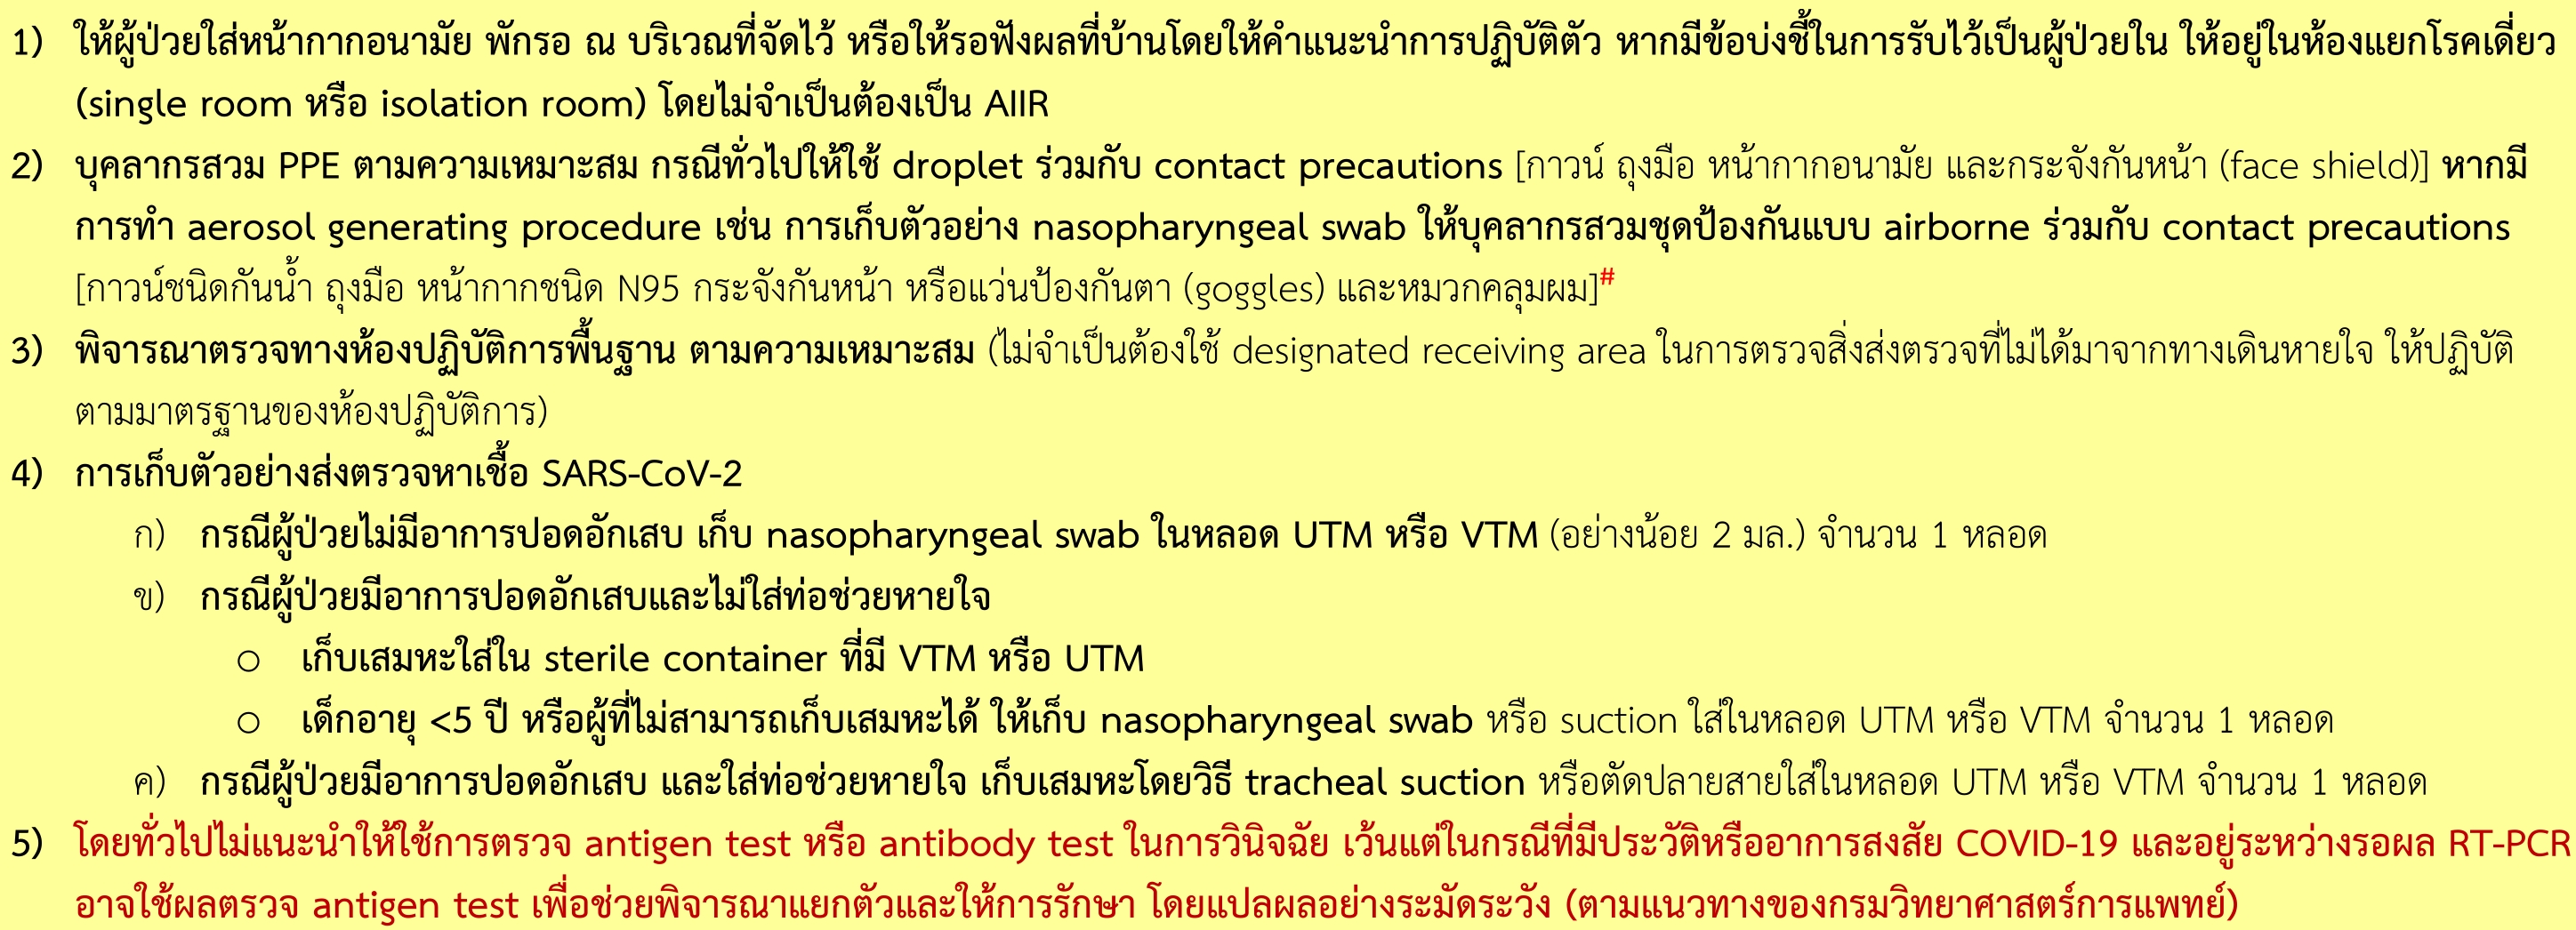 1) ให้ผู้ป่วยใส่หน้ากากอนามัย พักรอ ณ บริเวณที่จัดไว้ หรือให้รอฟังผลที่บ้านโดยให้คำแนะนำการปฏิบัติตัว หากมีข้อบ่งชี้ในการรับไว้เป็นผู้ป่วยใน ให้อยู่ในห้องแยกโรคเดี่ยว
(single room หรือ isolation room) โดยไม่จำเป็นต้องเป็น AIIR
2) บุคลากรสวม PPE ตามความเหมาะสม กรณีทั่วไปให้ใช้ droplet ร่วมกับ contact precautions [กาวน์ ถุงมือ หน้ากากอนามัย และกระจังกันหน้า (face shield)] หากมี
การทำ aerosol generating procedure เช่น การเก็บตัวอย่าง nasopharyngeal swab ให้บุคลากรสวมชุดป้องกันแบบ airborne ร่วมกับ contact precautions
[กาวน์ชนิดกันน้ำ ถุงมือ หน้ากากชนิด N95 กระจังกันหน้า หรือแว่นป้องกันตา (goggles) และหมวกคลุมผม]#
3) พิจารณาตรวจทางห้องปฏิบัติการพื้นฐาน ตามความเหมาะสม (ไม่จำเป็นต้องใช้ designated receiving area ในการตรวจสิ่งส่งตรวจที่ไม่ได้มาจากทางเดินหายใจ ให้ปฏิบัติ
ตามมาตรฐานของห้องปฏิบัติการ)
4) การเก็บตัวอย่างส่งตรวจหาเชื้อ SARS-CoV-2
ก) กรณีผู้ป่วยไม่มีอาการปอดอักเสบ เก็บ nasopharyngeal swab ในหลอด UTM หรือ VTM (อย่างน้อย 2 มล.) จำนวน 1 หลอด
ข) กรณีผู้ป่วยมีอาการปอดอักเสบและไม่ใส่ท่อช่วยหายใจ
o เก็บเสมหะใส่ใน sterile container ที่มี VTM หรือ UTM
o เด็กอายุ <5 ปี หรือผู้ที่ไม่สามารถเก็บเสมหะได้ ให้เก็บ nasopharyngeal swab หรือ suction ใส่ในหลอด UTM หรือ VTM จำนวน 1 หลอด
ค) กรณีผู้ป่วยมีอาการปอดอักเสบ และใส่ท่อช่วยหายใจ เก็บเสมหะโดยวิธี tracheal suction หรือตัดปลายสายใส่ในหลอด UTM หรือ VTM จำนวน 1 หลอด
5) โดยทั่วไปไม่แนะนำให้ใช้การตรวจ antigen test หรือ antibody test ในการวินิจฉัย เว้นแต่ในกรณีที่มีประวัติหรืออาการสงสัย COVID-19 และอยู่ระหว่างรอผล RT-PCR
อาจใช้ผลตรวจ antigen test เพื่อช่วยพิจารณาแยกตัวและให้การรักษา โดยแปลผลอย่างระมัดระวัง (ตามแนวทางของกรมวิทยาศาสตร์การแพทย์)